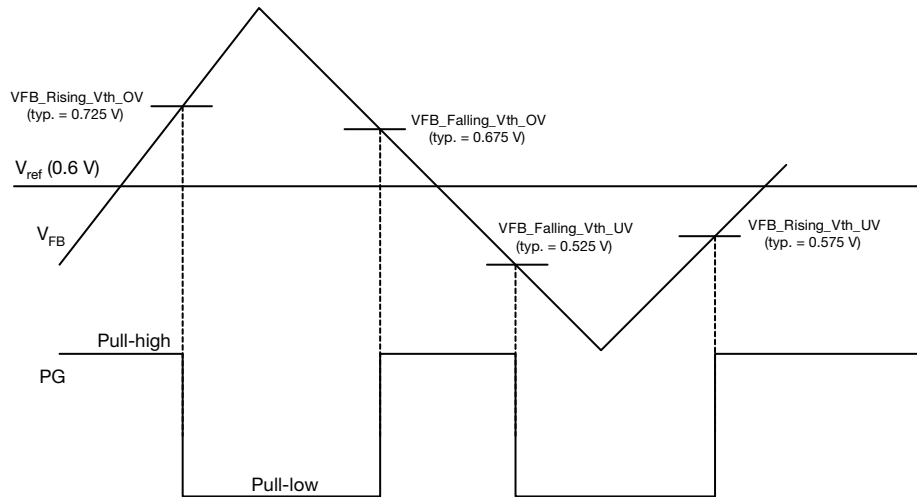 VFB_Rising_Vth_OV
(typ. = 0.725 V)
VFB_Falling_Vth_OV
(typ. = 0.675 V)
Vref (0.6 V)
VFB
VFB_Falling_Vth_UV
(typ. = 0.525 V)
VFB_Rising_Vth_UV
(typ. = 0.575 V)
Pull-high
PG
Pull-low